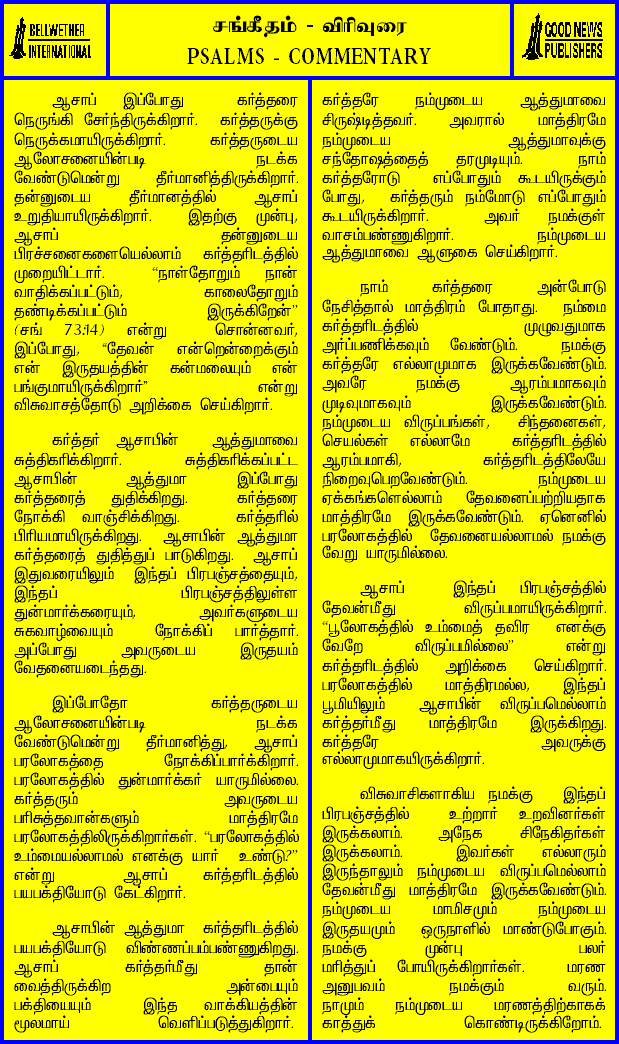 BELLWETHER
INTERNATIONAL
சங்கீதம் - விரிவுரை
PSALMS - COMMENTARY
GOOD NEWS
PUBLISHERS
ஆசாப் இப்போது கர்த்தரை
நெருங்கி சேர்ந்திருக்கிறார். கர்த்தருக்கு
நெருக்கமாயிருக்கிறார். கர்த்தருடைய
ஆலோசனையின்படி நடக்க
வேண்டுமென்று தீர்மானித்திருக்கிறார்.
தன்னுடைய தீர்மானத்தில் ஆசாப்
உறுதியாயிருக்கிறார். இதற்கு முன்பு,
ஆசாப் தன்னுடைய
பிரச்சனைகளையெல்லாம் கர்த்தரிடத்தில்
முறையிட்டார். “நாள்தோறும் நான்
வாதிக்கப்பட்டும், காலைதோறும்
தண்டிக்கப்பட்டும் இருக்கிறேன்”
(சங் 73:14) என்று சொன்னவர்,
இப்போது, “தேவன் என்றென்றைக்கும்
என் இருதயத்தின் கன்மலையும் என்
பங்குமாயிருக்கிறார்” என்று
விசுவாசத்தோடு அறிக்கை செய்கிறார்.
கர்த்தர் ஆசாபின் ஆத்துமாவை
சுத்திகரிக்கிறார். சுத்திகரிக்கப்பட்ட
ஆசாபின் ஆத்துமா இப்போது
கர்த்தரைத் துதிக்கிறது. கர்த்தரை
நோக்கி வாஞ்சிக்கிறது. கர்த்தரில்
பிரியமாயிருக்கிறது. ஆசாபின் ஆத்துமா
கர்த்தரைத் துதித்துப் பாடுகிறது. ஆசாப்
இதுவரையிலும் இந்தப் பிரபஞ்சத்தையும்,
இந்தப் பிரபஞ்சத்திலுள்ள
துன்மார்க்கரையும், அவர்களுடைய
சுகவாழ்வையும் நோக்கிப் பார்த்தார்.
அப்போது அவருடைய இருதயம்
வேதனையடைந்தது.
இப்போதோ கர்த்தருடைய
ஆலோசனையின்படி நடக்க
வேண்டுமென்று தீர்மானித்து, ஆசாப்
பரலோகத்தை நோக்கிப்பார்க்கிறார்.
பரலோகத்தில் துன்மார்க்கர் யாருமில்லை.
கர்த்தரும் அவருடைய
பரிசுத்தவான்களும் மாத்திரமே
பரலோகத்திலிருக்கிறார்கள். “பரலோகத்தில்
உம்மையல்லாமல் எனக்கு யார் உண்டு?”
என்று ஆசாப் கர்த்தரிடத்தில்
பயபக்தியோடு கேட்கிறார்.
ஆசாபின் ஆத்துமா கர்த்தரிடத்தில்
பயபக்தியோடு விண்ணப்பம்பண்ணுகிறது.
ஆசாப் கர்த்தர்மீது தான்
வைத்திருக்கிற அன்பையும்
பக்தியையும் இந்த வாக்கியத்தின்
மூலமாய் வெளிப்படுத்துகிறார்.
கர்த்தரே நம்முடைய ஆத்துமாவை
சிருஷ்டித்தவர். அவரால் மாத்திரமே
நம்முடைய ஆத்துமாவுக்கு
சந்தோஷத்தைத் தரமுடியும். நாம்
கர்த்தரோடு எப்போதும் கூடயிருக்கும்
போது, கர்த்தரும் நம்மோடு எப்போதும்
கூடயிருக்கிறார். அவர் நமக்குள்
வாசம்பண்ணுகிறார். நம்முடைய
ஆத்துமாவை ஆளுகை செய்கிறார்.
நாம் கர்த்தரை அன்போடு
நேசித்தால் மாத்திரம் போதாது. நம்மை
கர்த்தரிடத்தில் முழுவதுமாக
அர்ப்பணிக்கவும் வேண்டும். நமக்கு
கர்த்தரே எல்லாமுமாக இருக்கவேண்டும்.
அவரே நமக்கு ஆரம்பமாகவும்
முடிவுமாகவும் இருக்கவேண்டும்.
நம்முடைய விருப்பங்கள், சிந்தனைகள்,
செயல்கள் எல்லாமே கர்த்தரிடத்தில்
ஆரம்பமாகி, கர்த்தரிடத்திலேயே
நிறைவுபெறவேண்டும். நம்முடைய
ஏக்கங்களெல்லாம் தேவனைப்பற்றியதாக
மாத்திரமே இருக்கவேண்டும். ஏனெனில்
பரலோகத்தில் தேவனையல்லாமல் நமக்கு
வேறு யாருமில்லை.
ஆசாப் இந்தப் பிரபஞ்சத்தில்
தேவன்மீது விருப்பமாயிருக்கிறார்.
“பூலோகத்தில் உம்மைத் தவிர எனக்கு
வேறே விருப்பமில்லை” என்று
கர்த்தரிடத்தில் அறிக்கை செய்கிறார்.
பரலோகத்தில் மாத்திரமல்ல, இந்தப்
பூமியிலும் ஆசாபின் விருப்பமெல்லாம்
கர்த்தர்மீது மாத்திரமே இருக்கிறது.
கர்த்தரே அவருக்கு
எல்லாமுமாகயிருக்கிறார்.
விசுவாசிகளாகிய நமக்கு இந்தப்
பிரபஞ்சத்தில் உற்றார் உறவினர்கள்
இருக்கலாம். அநேக சிநேகிதர்கள்
இருக்கலாம். இவர்கள் எல்லாரும்
இருந்தாலும் நம்முடைய விருப்பமெல்லாம்
தேவன்மீது மாத்திரமே இருக்கவேண்டும்.
நம்முடைய மாமிசமும் நம்முடைய
இருதயமும் ஒருநாளில் மாண்டுபோகும்.
நமக்கு முன்பு பலர்
மரித்துப் போயிருக்கிறார்கள். மரண
அனுபவம் நமக்கும் வரும்.
நாமும் நம்முடைய மரணத்திற்காகக்
காத்துக் கொண்டிருக்கிறோம்.